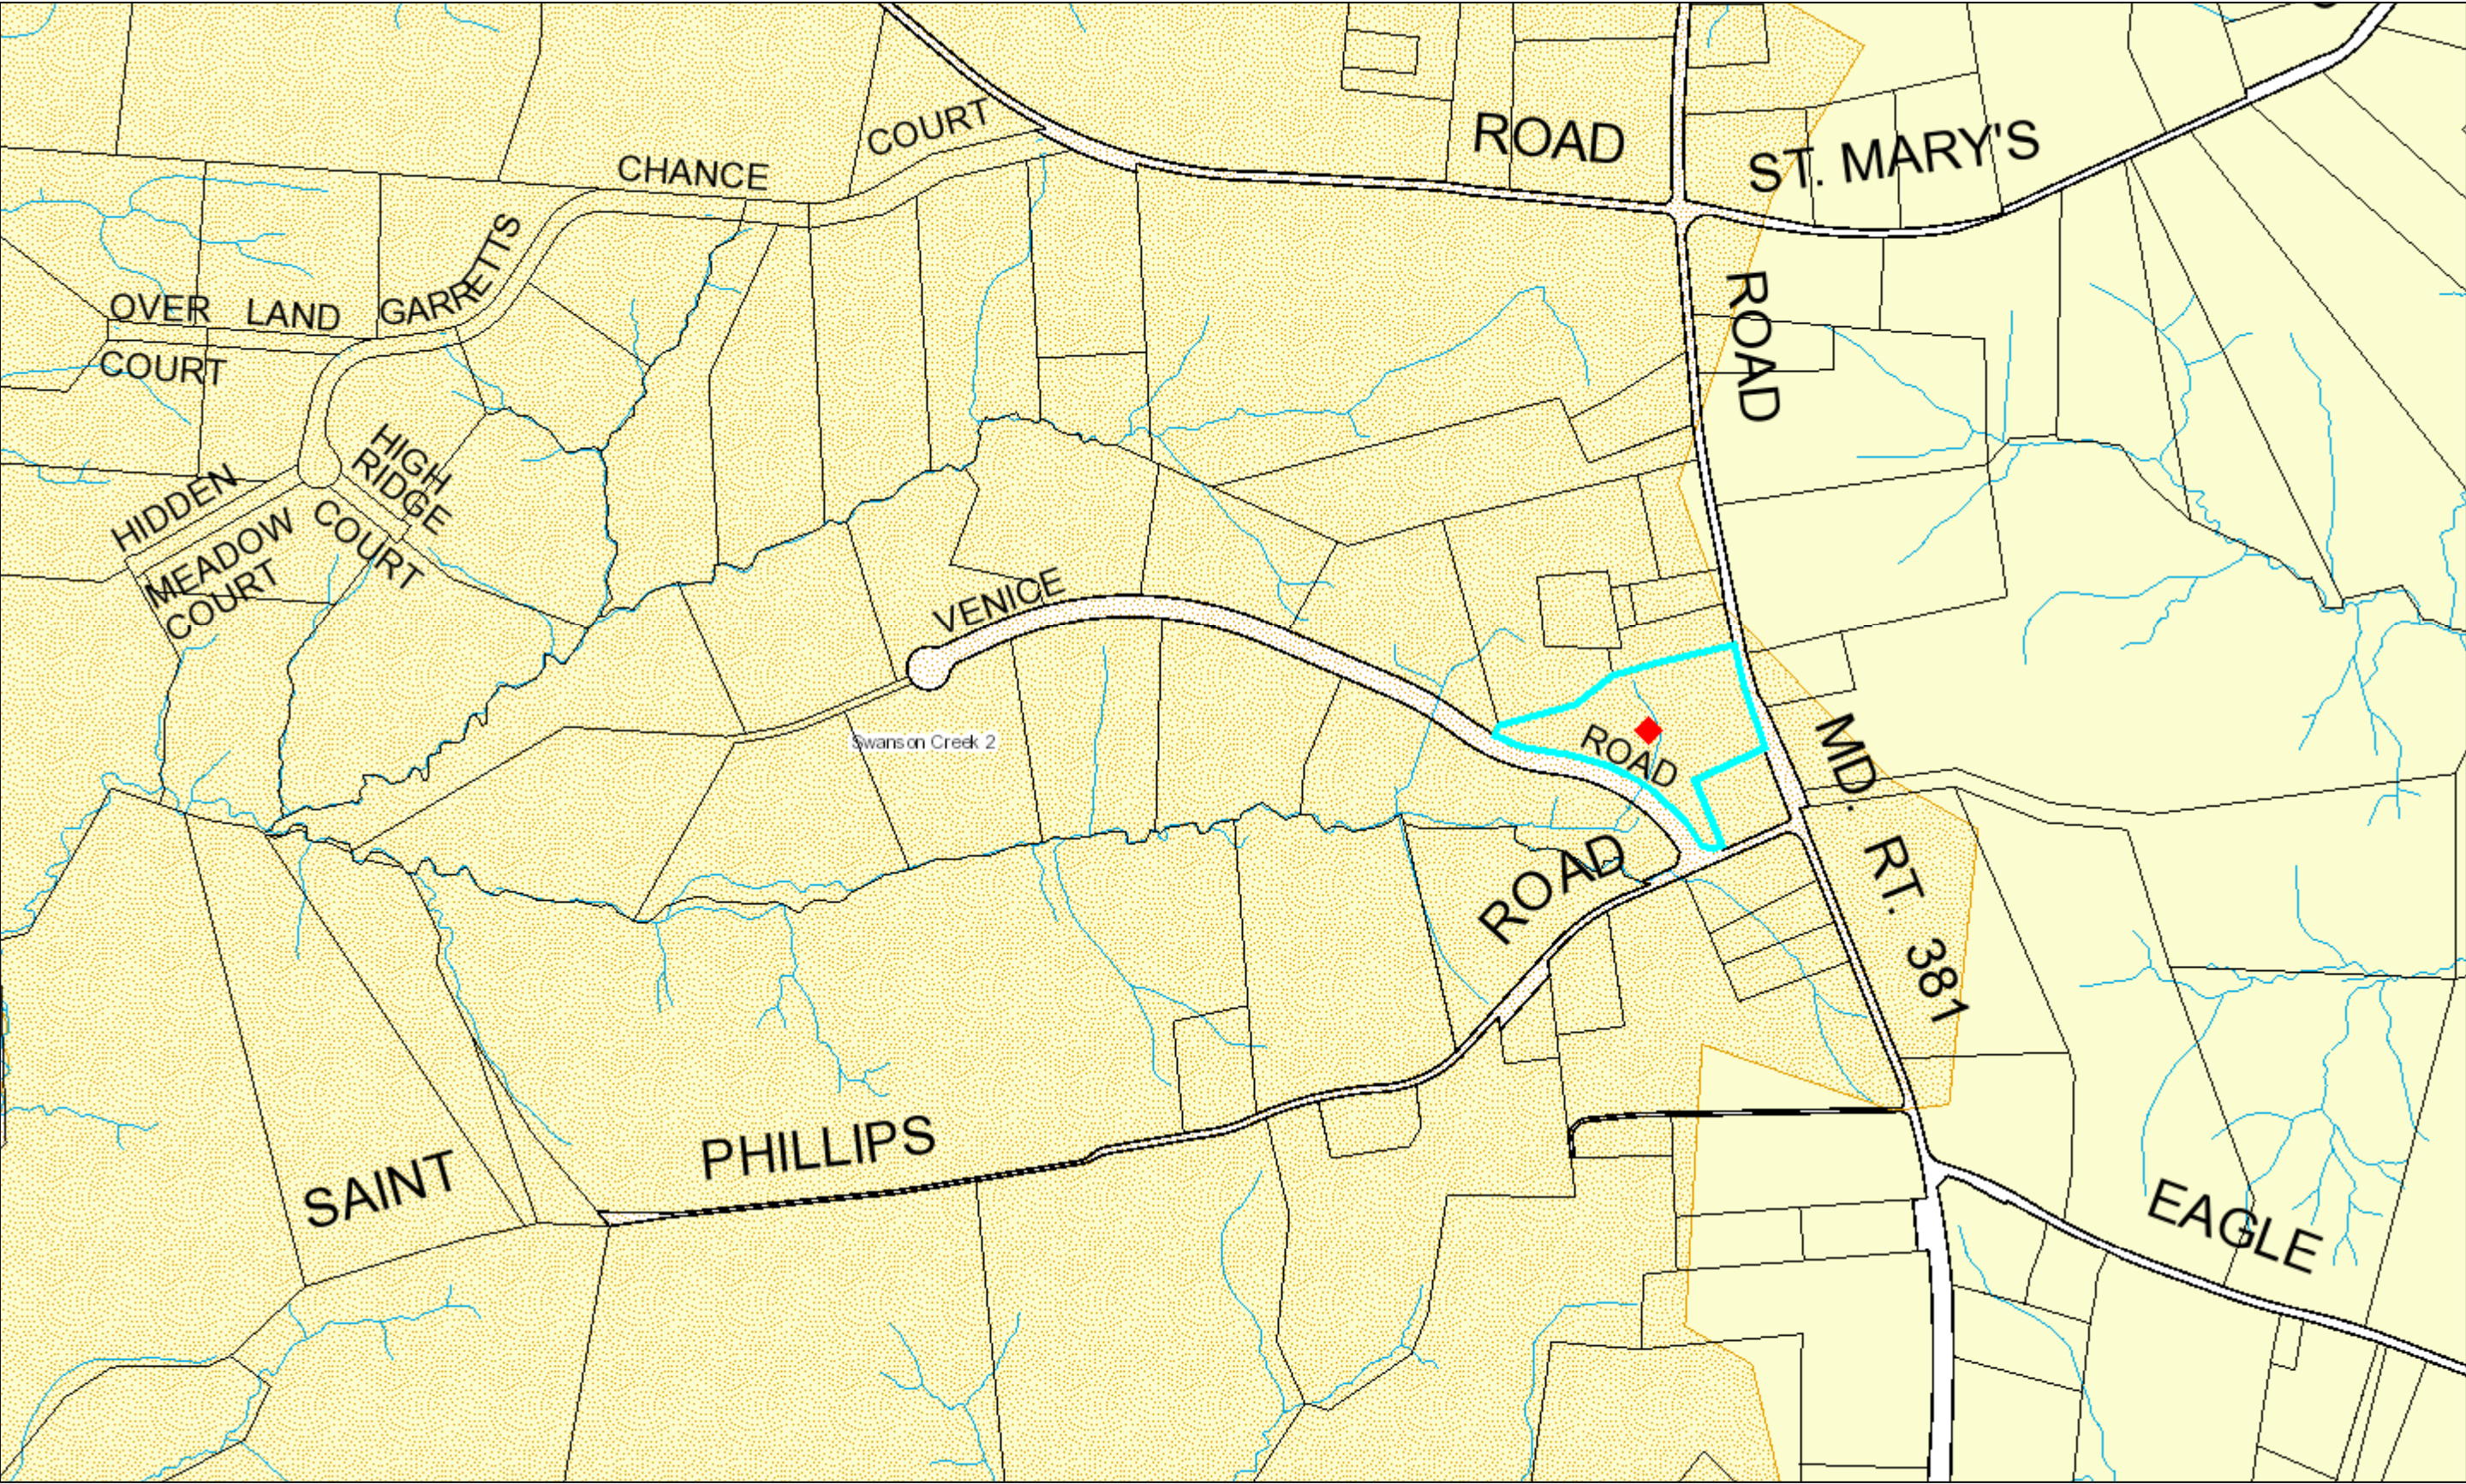 ROAD
ST. MARY'S
CHANCE
COURT
GARRETTS
OVER LAND
COURT
ROAD
HIGH
RIDGE
COURT
HIDDEN
MEADOW
COURT
VENICE
ROAD
Swanson Creek 2
MD. RT. 381
ROAD
PHILLIPS
SAINT
EAGLE